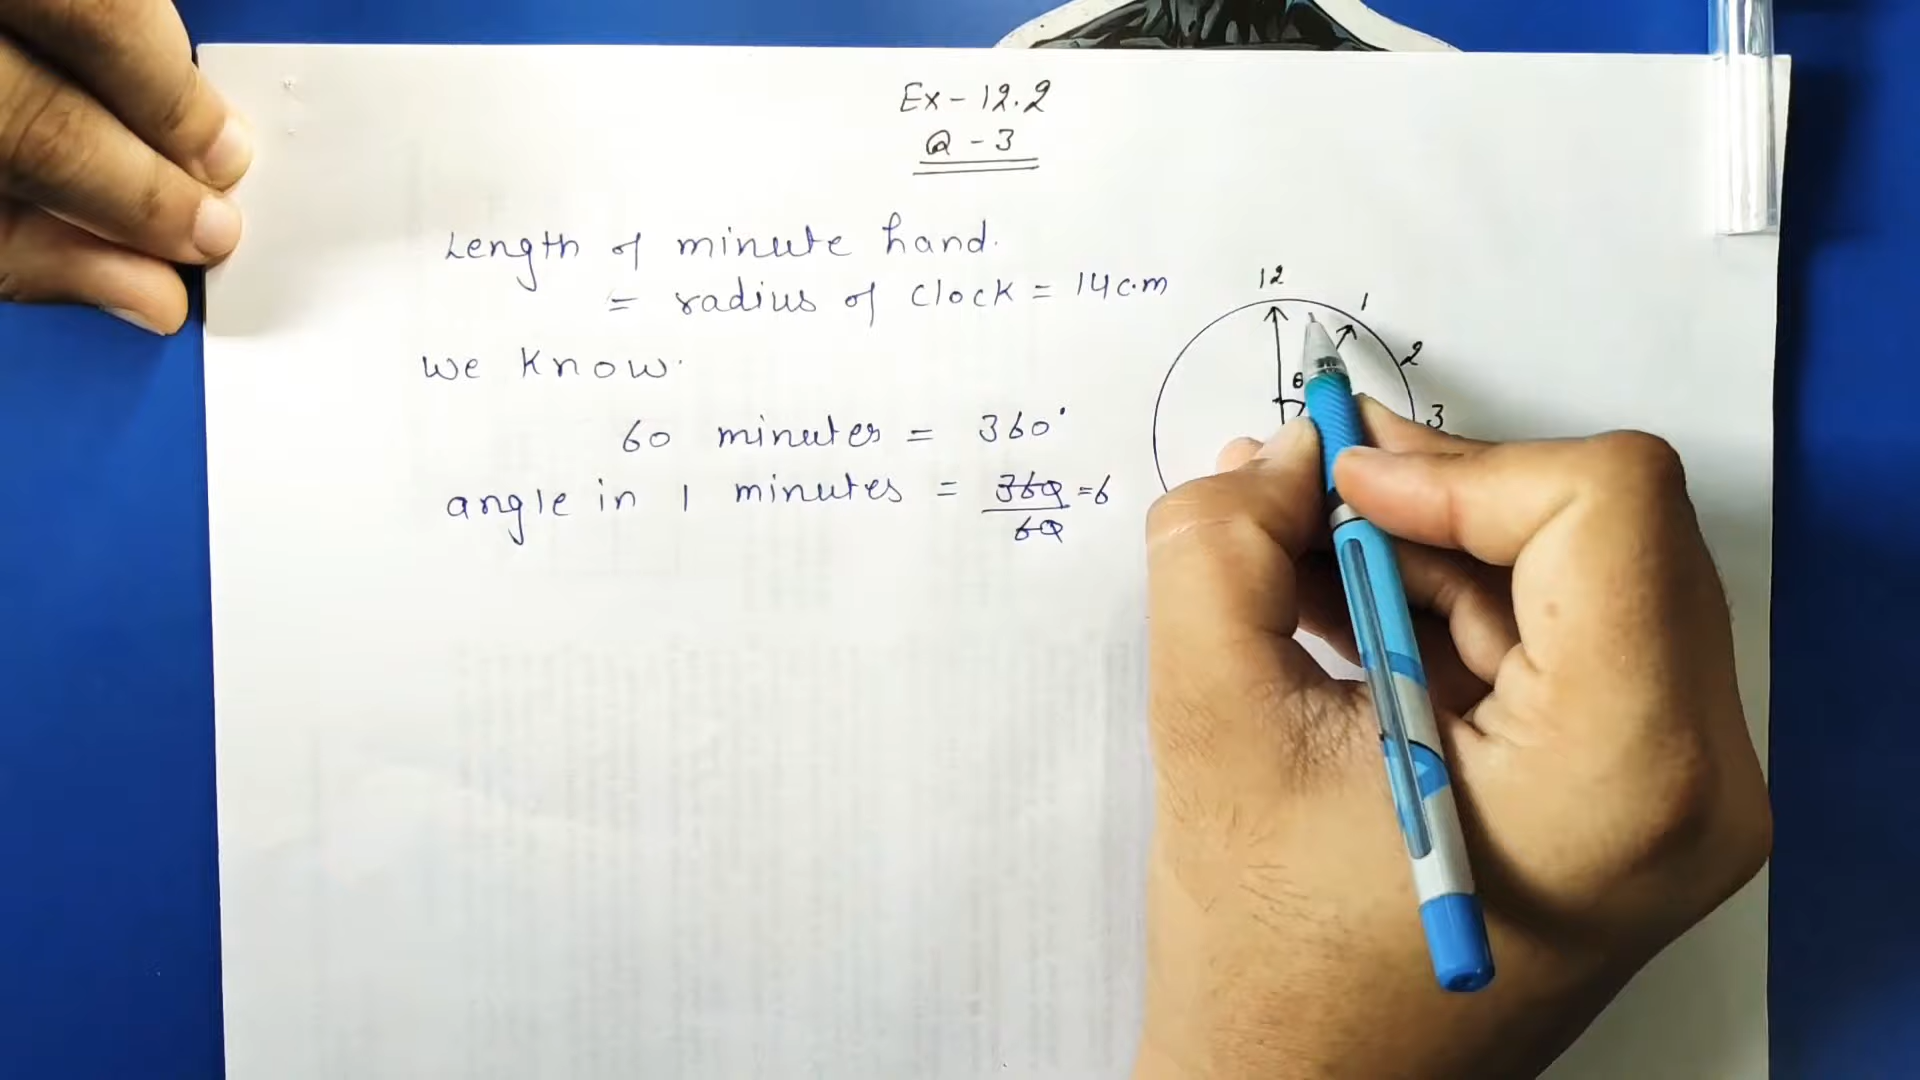 Ex - 12.2
Q - 3
Length of minute hand.
= radius of clock = 14c.m
We know.
60 minutes = 360°
angle in 1 minutes = 360/60 = 6
12
1
2
3
θ